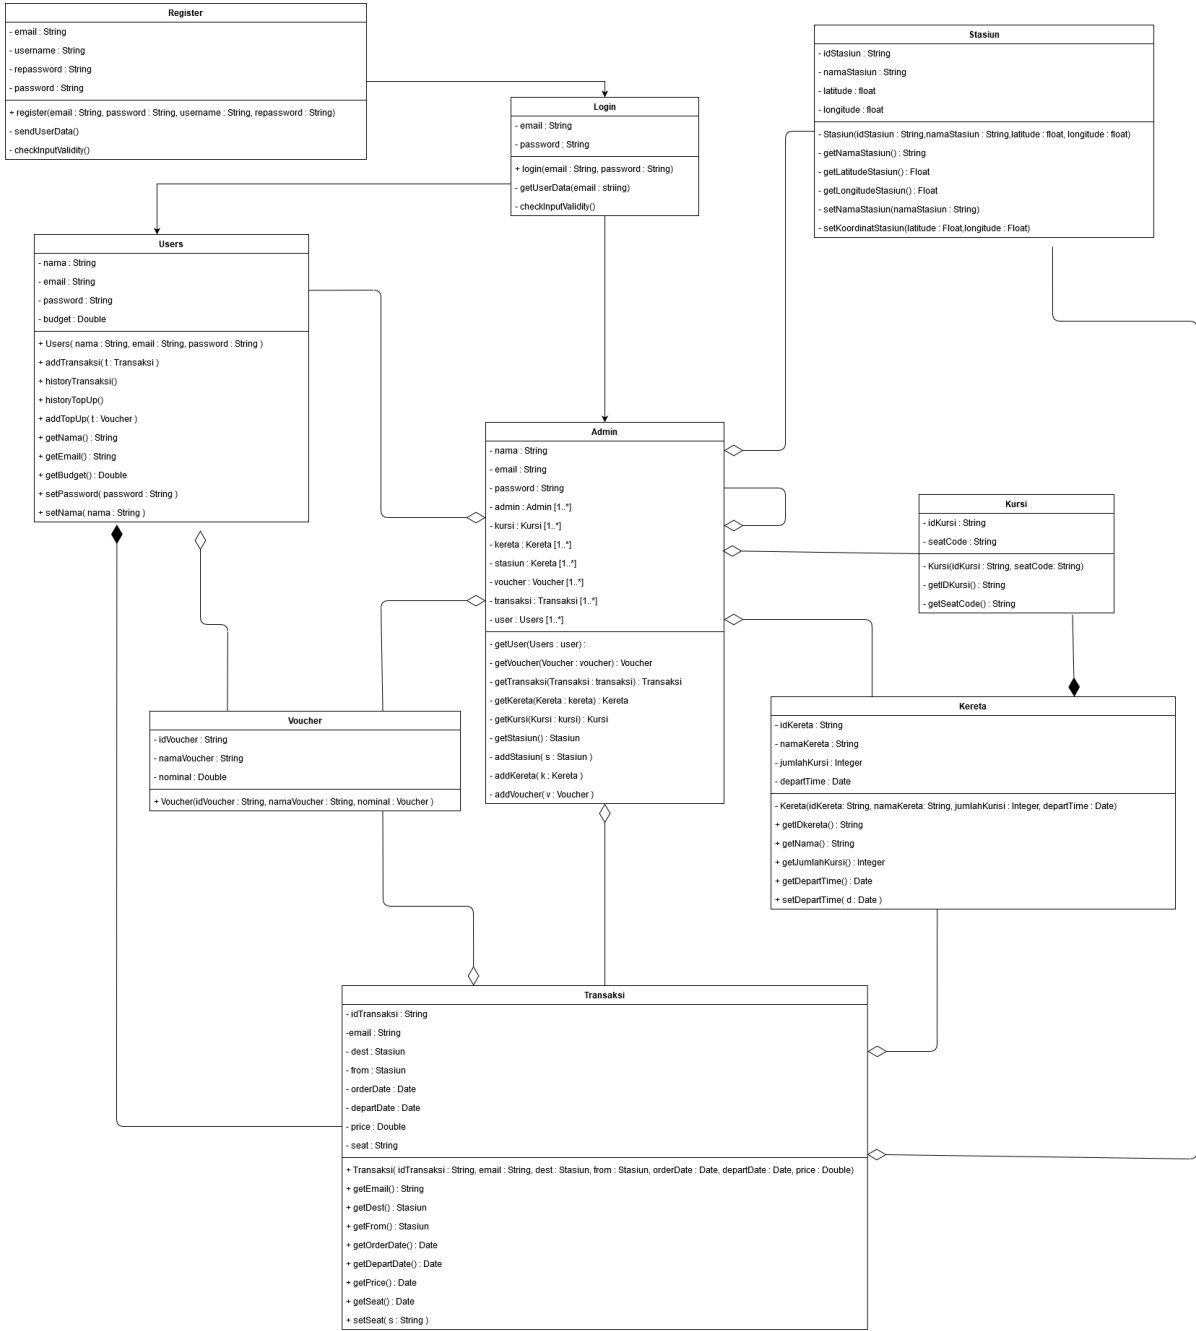 Register
- email : String
- username : String
- repassword : String
- password : String
+ register(email : String, password : String, username : String, repassword : String)
- sendUserData()
- checkInputValidity()
Login
- email : String
- password : String
+ login(email : String, password : String)
- getUserData(email : striing)
- checkInputValidity()
Stasiun
- idStasiun : String
- namaStasiun : String
- latitude : float
- longitude : float
- Stasiun(idStasiun : String,namaStasiun : String,latitude : float, longitude : float)
- getNamaStasiun() : String
- getLatitudeStasiun() : Float
- getLongitudeStasiun() : Float
- setNamaStasiun(namaStasiun : String)
- setKoordinatStasiun(latitude : Float,longitude : Float)
Users
- nama : String
- email : String
- password : String
- budget : Double
+ Users( nama : String, email : String, password : String )
+ addTransaksi( t : Transaksi )
+ historyTransaksi()
+ historyTopUp()
+ addTopUp( t : Voucher )
+ getNama() : String
+ getEmail() : String
+ getBudget() : Double
+ setPassword( password : String )
+ setNama( nama : String )
Admin
- nama : String
- email : String
- password : String
- admin : Admin [1..*]
- kursi : Kursi [1..*]
- kereta : Kereta [1..*]
- stasiun : Kereta [1..*]
- voucher : Voucher [1..*]
- transaksi : Transaksi [1..*]
- user : Users [1..*]
- getUser(Users : user) :
- getVoucher(Voucher : voucher) : Voucher
- getTransaksi(Transaksi : transaksi) : Transaksi
- getKereta(Kereta : kereta) : Kereta
- getKursi(Kursi : kursi) : Kursi
- getStasiun() : Stasiun
- addStasiun( s : Stasiun )
- addKereta( k : Kereta )
- addVoucher( v : Voucher )
Kursi
- idKursi : String
- seatCode : String
- Kursi(idKursi : String, seatCode: String)
- getIDKursi() : String
- getSeatCode() : String
Voucher
- idVoucher : String
- namaVoucher : String
- nominal : Double
+ Voucher(idVoucher : String, namaVoucher : String, nominal : Voucher )
Kereta
- idKereta : String
- namaKereta : String
- jumlahKursi : Integer
- departTime : Date
- Kereta(idKereta: String, namaKereta: String, jumlahKurisi : Integer, departTime : Date)
+ getIDkereta() : String
+ getNama() : String
+ getJumlahKursi() : Integer
+ getDepartTime() : Date
+ setDepartTime( d : Date )
Transaksi
- idTransaksi : String
-email : String
- dest : Stasiun
- from : Stasiun
- orderDate : Date
- departDate : Date
- price : Double
- seat : String
+ Transaksi( idTransaksi : String, email : String, dest : Stasiun, from : Stasiun, orderDate : Date, departDate : Date, price : Double)
+ getEmail() : String
+ getDest() : Stasiun
+ getFrom() : Stasiun
+ getOrderDate() : Date
+ getDepartDate() : Date
+ getPrice() : Date
+ getSeat() : Date
+ setSeat( s : String )